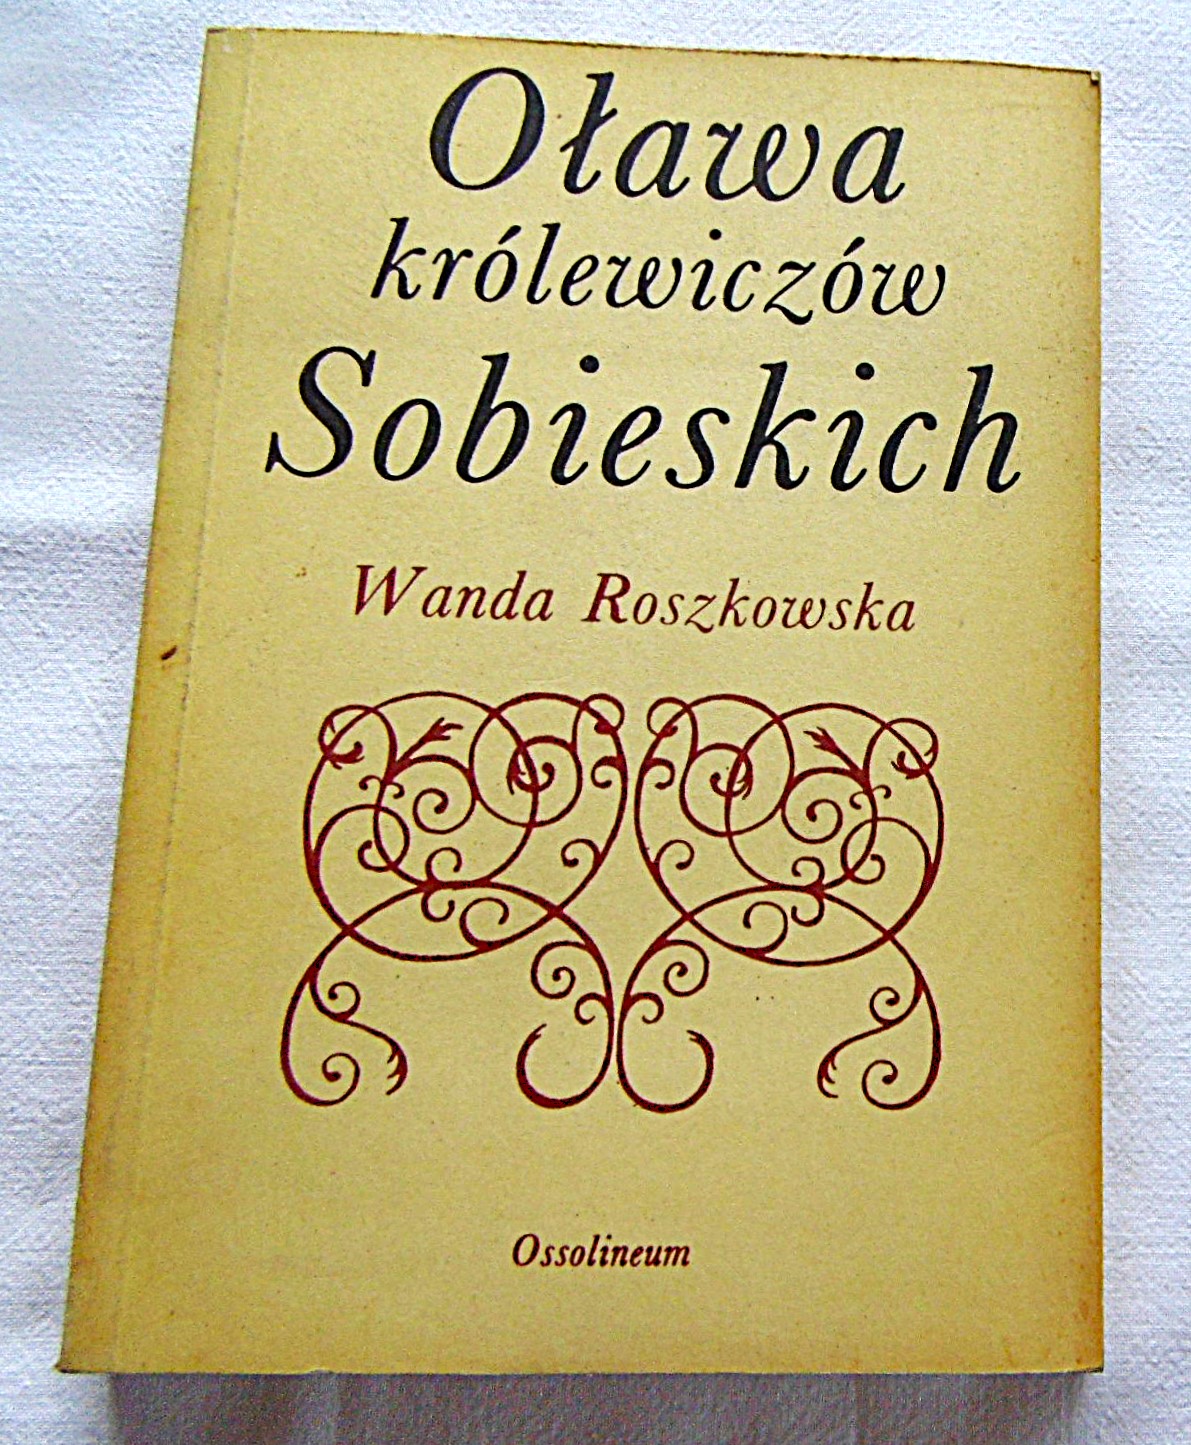 Oława
królewiczów
Sobieskich
Wanda Roszkowska
Ossolineum